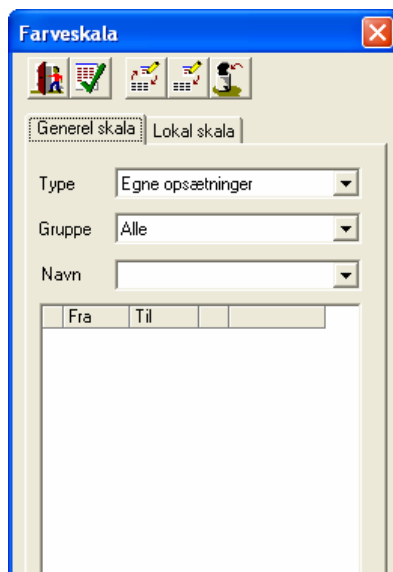 Farveskala
Generel skala Lokal skala
Type Egne opsætninger
Gruppe Alle
Navn
Fra Til